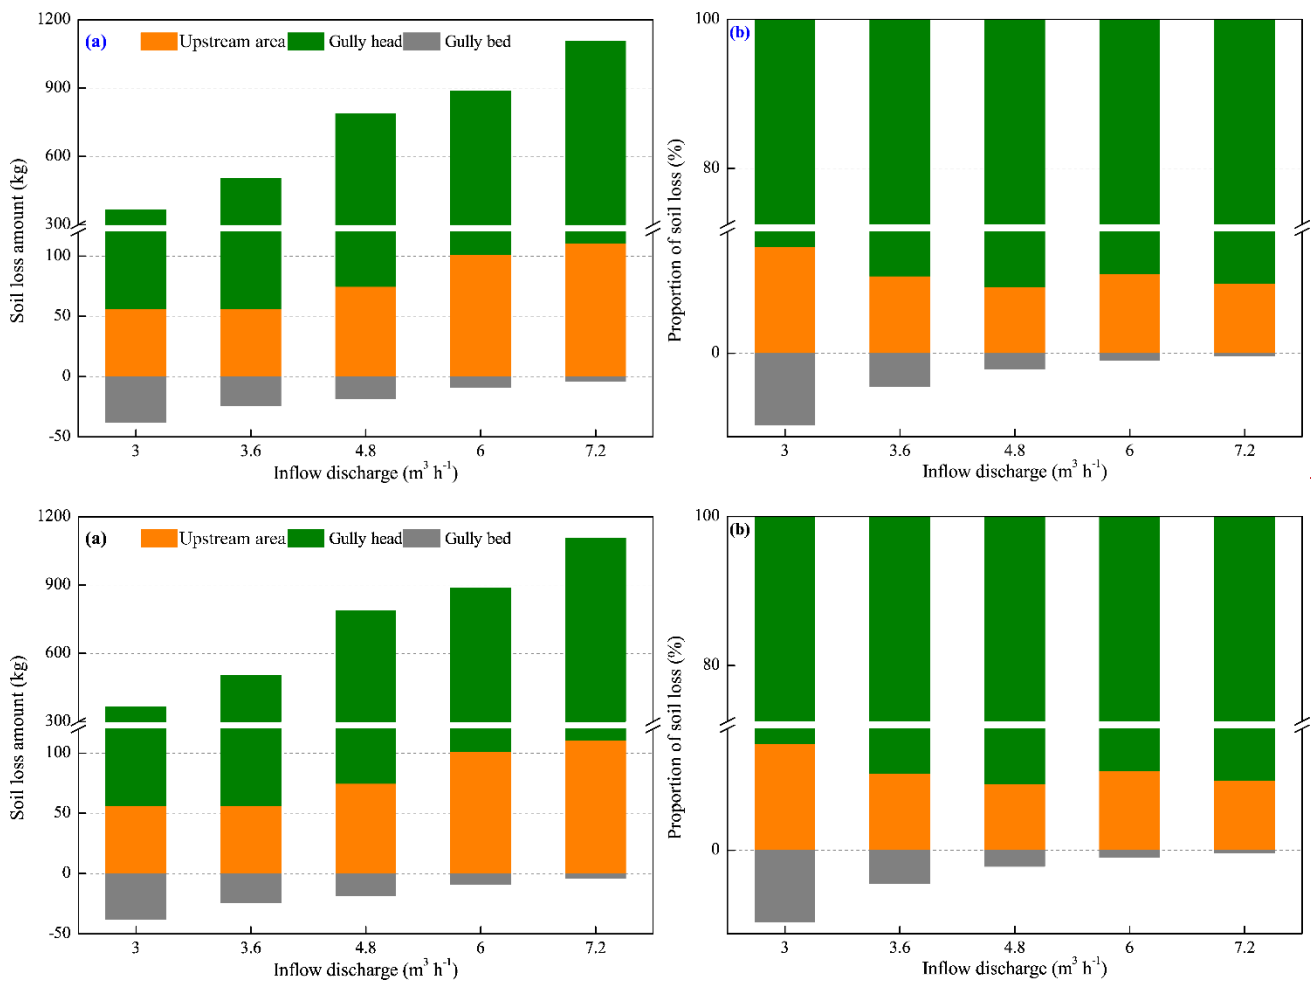 (a) Upstream area Gully head Gully bed
Soil loss amount (kg)
1200
900
600
300
100
50
0
-50
3 3.6 4.8 6 7.2
Inflow discharge (m³ h⁻¹)
(b)
Proportion of soil loss (%)
100
80
0
3 3.6 4.8 6 7.2
Inflow discharge (m³ h⁻¹)
(a) Upstream area Gully head Gully bed
Soil loss amount (kg)
1200
900
600
300
100
50
0
-50
3 3.6 4.8 6 7.2
Inflow discharge (m³ h⁻¹)
(b)
Proportion of soil loss (%)
100
80
0
3 3.6 4.8 6 7.2
Inflow discharge (m³ h⁻¹)